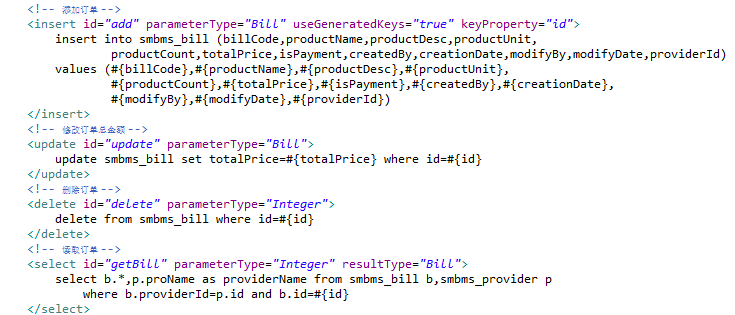 <!-- 添加订单 -->
<insert id="add" parameterType="Bill" useGeneratedKeys="true" keyProperty="id">
insert into smbms_bill (billCode,productName,productDesc,productUnit,
productCount,totalPrice,isPayment,createdBy,creationDate,modifyBy,modifyDate,providerId)
values (#{billCode},#{productName},#{productDesc},#{productUnit},
#{productCount},#{totalPrice},#{isPayment},#{createdBy},#{creationDate},
#{modifyBy},#{modifyDate},#{providerId})
</insert>
<!-- 修改订单总金额 -->
<update id="update" parameterType="Bill">
update smbms_bill set totalPrice=#{totalPrice} where id=#{id}
</update>
<!-- 删除订单 -->
<delete id="delete" parameterType="Integer">
delete from smbms_bill where id=#{id}
</delete>
<!-- 读取订单 -->
<select id="getBill" parameterType="Integer" resultType="Bill">
select b.*,p.proName as providerName from smbms_bill b,smbms_provider p
where b.providerId=p.id and b.id=#{id}
</select>